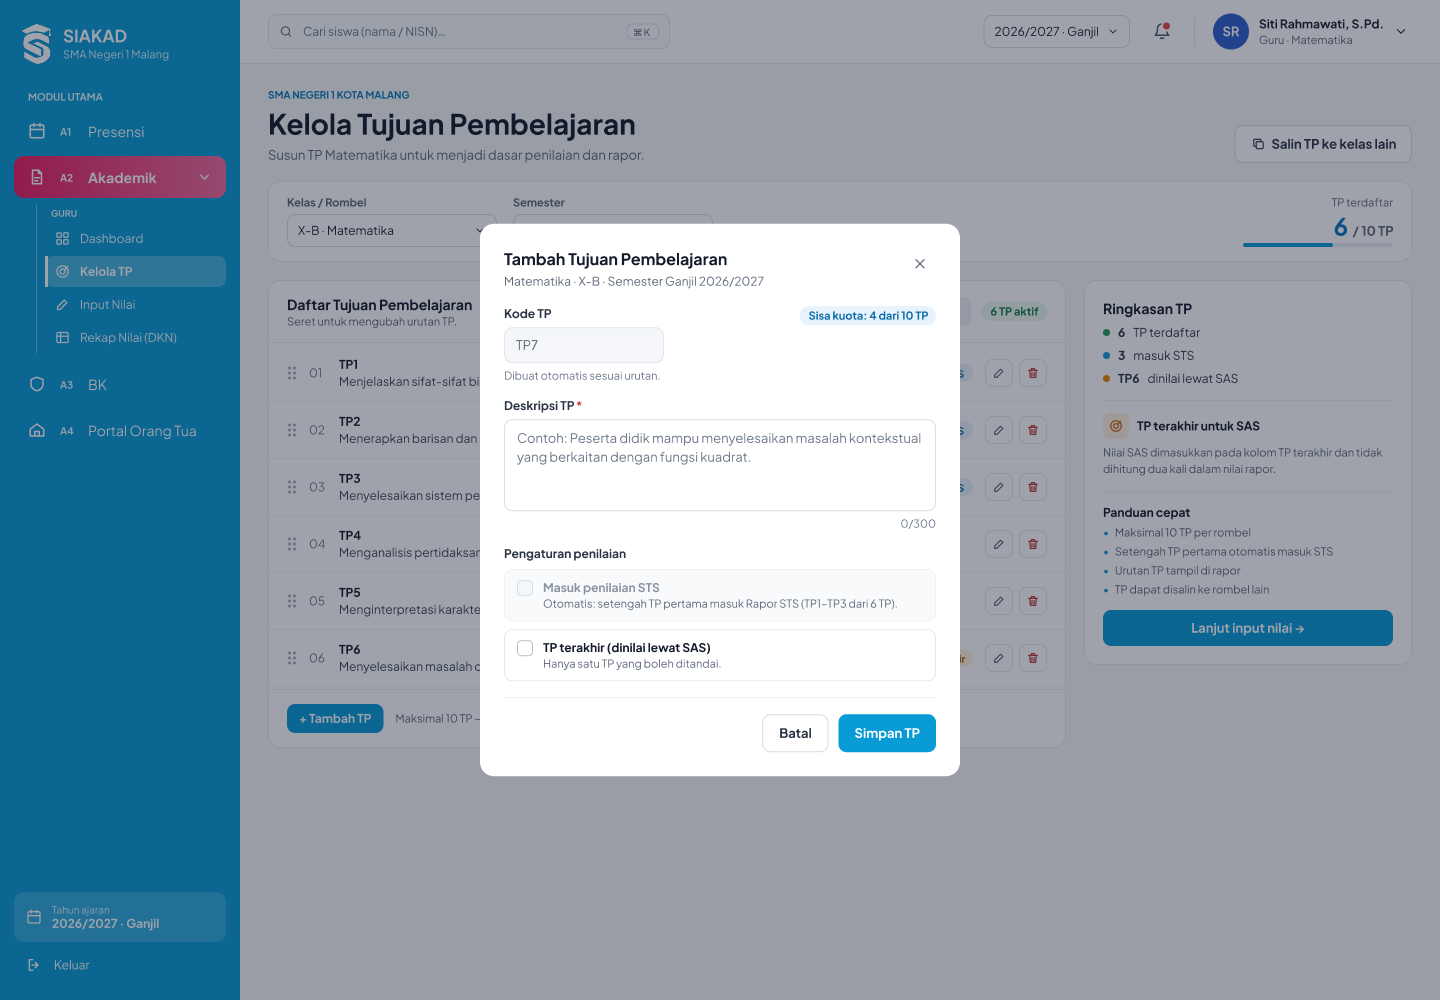 SIAKAD
SMA Negeri 1 Malang
MODUL UTAMA
A1 Presensi
A2 Akademik
GURU
Dashboard
Kelola TP
Input Nilai
Rekap Nilai (DKN)
A3 BK
A4 Portal Orang Tua
Tahun ajaran
2026/2027 · Ganjil
Keluar
Cari siswa (nama / NISN)...
⌘K
2026/2027 · Ganjil
SR
Siti Rahmawati, S.Pd.
Guru · Matematika
SMA NEGERI 1 KOTA MALANG
Kelola Tujuan Pembelajaran
Susun TP Matematika untuk menjadi dasar penilaian dan rapor.
Salin TP ke kelas lain
Kelas / Rombel
X-B · Matematika
Semester
TP terdaftar
6 / 10 TP
Daftar Tujuan Pembelajaran
Seret untuk mengubah urutan TP.
6 TP aktif
01 TP1
Menjelaskan sifat-sifat
02 TP2
Menerapkan barisan dan
03 TP3
Menyelesaikan sistem
04 TP4
Menganalisis
05 TP5
Menginterpretasi
06 TP6
Menyelesaikan masalah
+ Tambah TP
Maksimal 10 TP
Tambah Tujuan Pembelajaran
Matematika · X-B · Semester Ganjil 2026/2027
Kode TP
Sisa kuota: 4 dari 10 TP
TP7
Dibuat otomatis sesuai urutan.
Deskripsi TP *
Contoh: Peserta didik mampu menyelesaikan masalah kontekstual
yang berkaitan dengan fungsi kuadrat.
0/300
Pengaturan penilaian
Masuk penilaian STS
Otomatis: setengah TP pertama masuk Rapor STS (TP1–TP3 dari 6 TP).
TP terakhir (dinilai lewat SAS)
Hanya satu TP yang boleh ditandai.
Batal
Simpan TP
Ringkasan TP
6 TP terdaftar
3 masuk STS
TP6 dinilai lewat SAS
TP terakhir untuk SAS
Nilai SAS dimasukkan pada kolom TP terakhir dan tidak
dihitung dua kali dalam nilai rapor.
Panduan cepat
• Maksimal 10 TP per rombel
• Setengah TP pertama otomatis masuk STS
• Urutan TP tampil di rapor
• TP dapat disalin ke rombel lain
Lanjut input nilai →